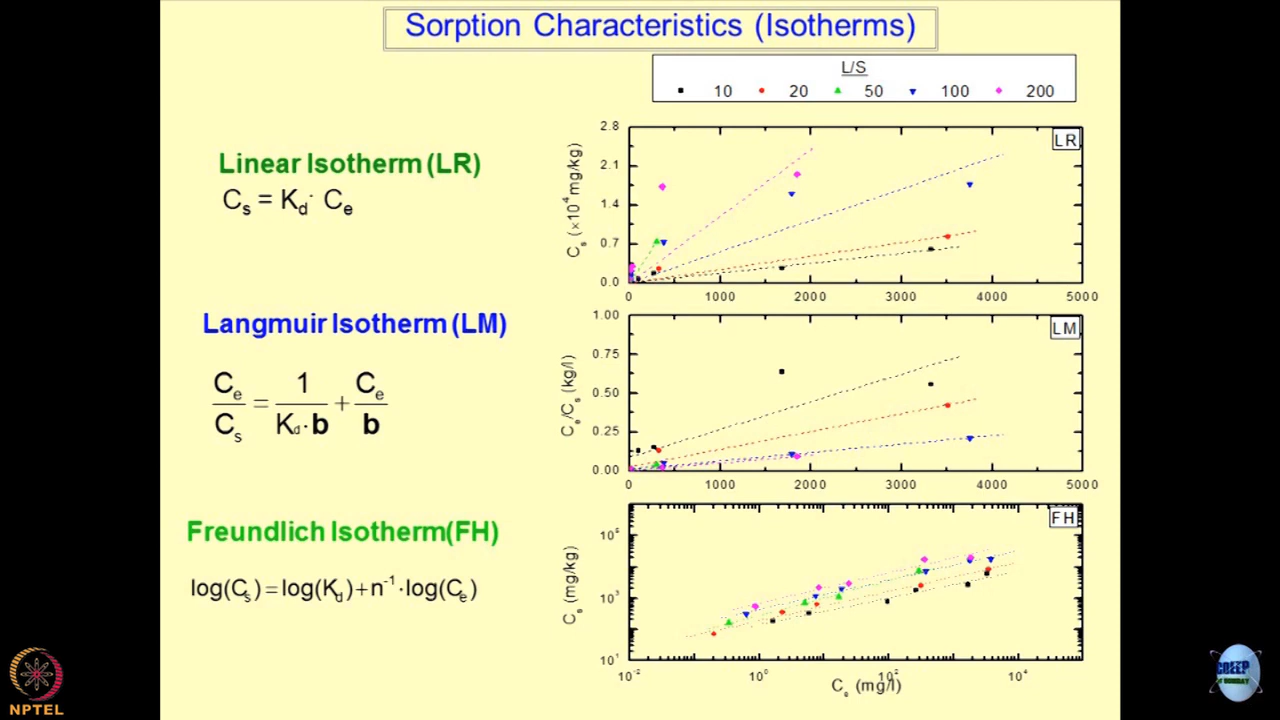 Sorption Characteristics (Isotherms)
L/S
10 20 50 100 200
Linear Isotherm (LR)
Cs = Kd· Ce
Langmuir Isotherm (LM)
Ce/Cs = 1/(Kd·b) + Ce/b
Freundlich Isotherm(FH)
log(Cs)=log(Kd)+n⁻¹·log(Ce)
LR
Cs (×10⁻⁴ mg/kg)
2.8
2.1
1.4
0.7
0.0
0 1000 2000 3000 4000 5000
LM
Ce/Cs (kg/l)
1.00
0.75
0.50
0.25
0.00
0 1000 2000 3000 4000 5000
FH
Cs (mg/kg)
10⁵
10³
10¹
10⁻² 10⁰ 10² 10⁴
Ce (mg/l)
NPTEL